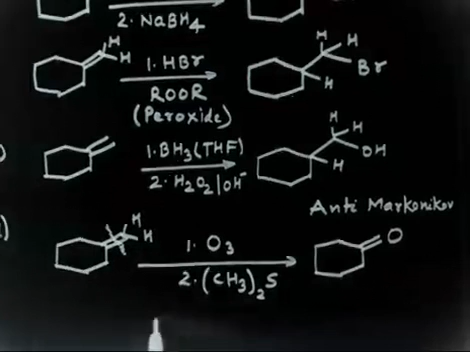 2. NaBH4
H
H
1. HBr
ROOR
(Peroxide)
H
H
Br
H
1. BH3(THF)
2. H2O2|OH-
H
H
OH
H
Anti Markonikov
H
H
1. O3
2. (CH3)2S
O